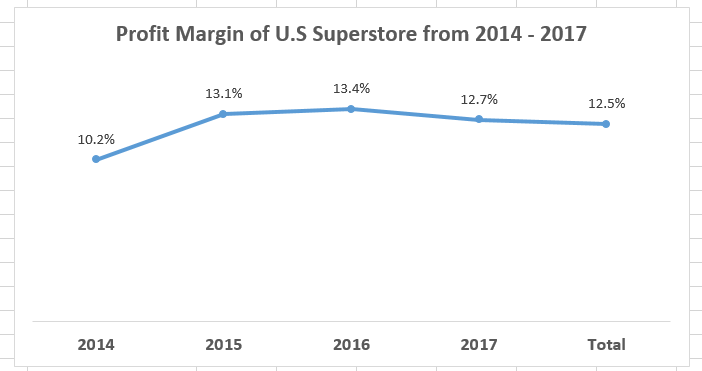 Profit Margin of U.S Superstore from 2014 - 2017
10.2%
13.1%
13.4%
12.7%
12.5%
2014 2015 2016 2017 Total